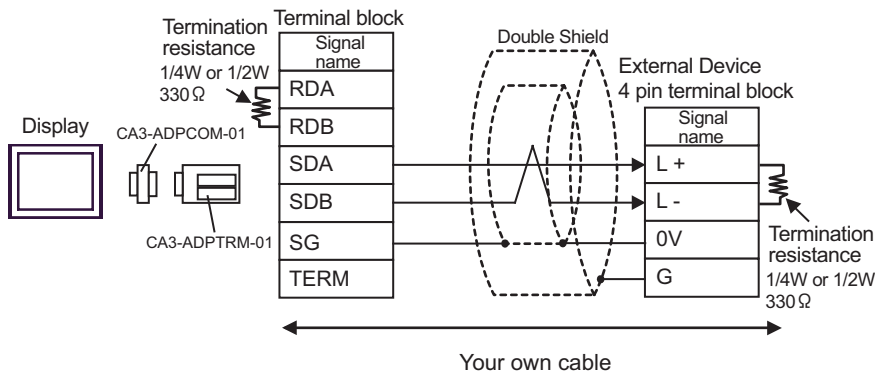 Terminal block
Termination
resistance
1/4W or 1/2W
330Ω
Signal
name
RDA
RDB
SDA
SDB
SG
TERM
Display
CA3-ADPCOM-01
CA3-ADPTRM-01
Double Shield
External Device
4 pin terminal block
Signal
name
L +
L -
0V
G
Termination
resistance
1/4W or 1/2W
330Ω
Your own cable